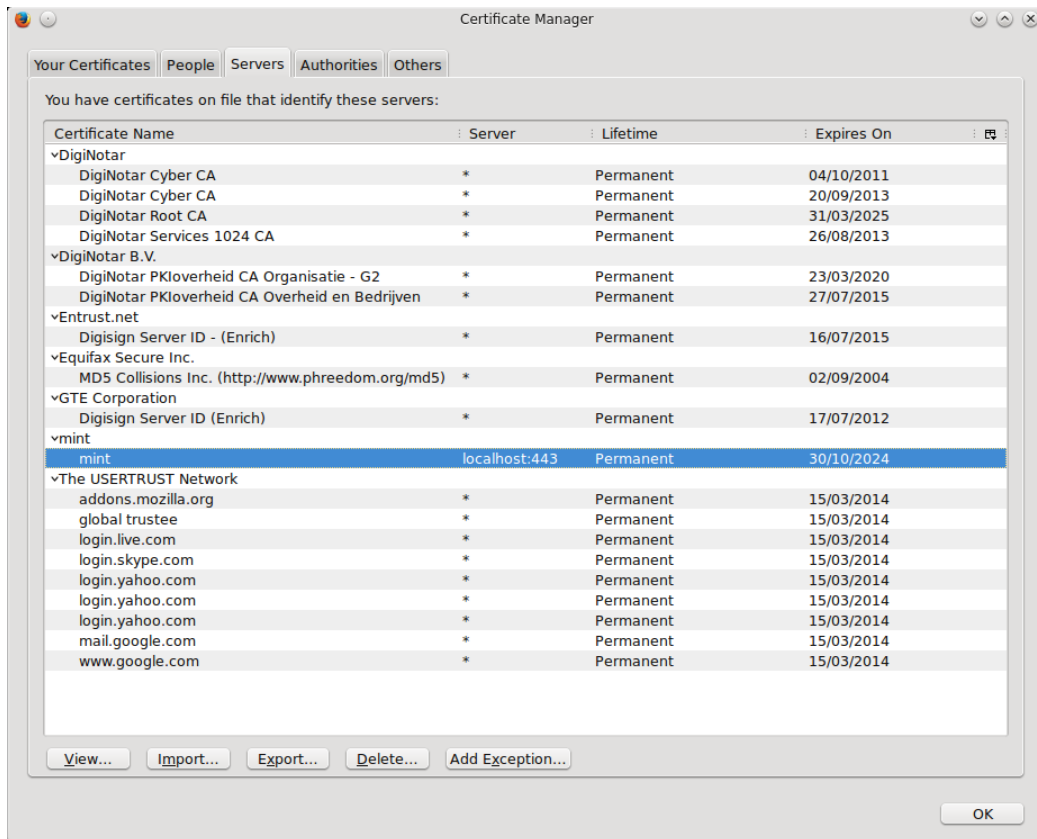 Certificate Manager
Your Certificates People Servers Authorities Others
You have certificates on file that identify these servers:
Certificate Name Server Lifetime Expires On
DigiNotar
DigiNotar Cyber CA * Permanent 04/10/2011
DigiNotar Cyber CA * Permanent 20/09/2013
DigiNotar Root CA * Permanent 31/03/2025
DigiNotar Services 1024 CA * Permanent 26/08/2013
DigiNotar B.V.
DigiNotar PKIoverheid CA Organisatie - G2 * Permanent 23/03/2020
DigiNotar PKIoverheid CA Overheid en Bedrijven * Permanent 27/07/2015
Entrust.net
Digisign Server ID - (Enrich) * Permanent 16/07/2015
Equifax Secure Inc.
MD5 Collisions Inc. (http://www.phreedom.org/md5) * Permanent 02/09/2004
GTE Corporation
Digisign Server ID (Enrich) * Permanent 17/07/2012
mint
mint localhost:443 Permanent 30/10/2024
The USERTRUST Network
addons.mozilla.org * Permanent 15/03/2014
global trustee * Permanent 15/03/2014
login.live.com * Permanent 15/03/2014
login.skype.com * Permanent 15/03/2014
login.yahoo.com * Permanent 15/03/2014
login.yahoo.com * Permanent 15/03/2014
login.yahoo.com * Permanent 15/03/2014
mail.google.com * Permanent 15/03/2014
www.google.com * Permanent 15/03/2014
View... Import... Export... Delete... Add Exception...
OK